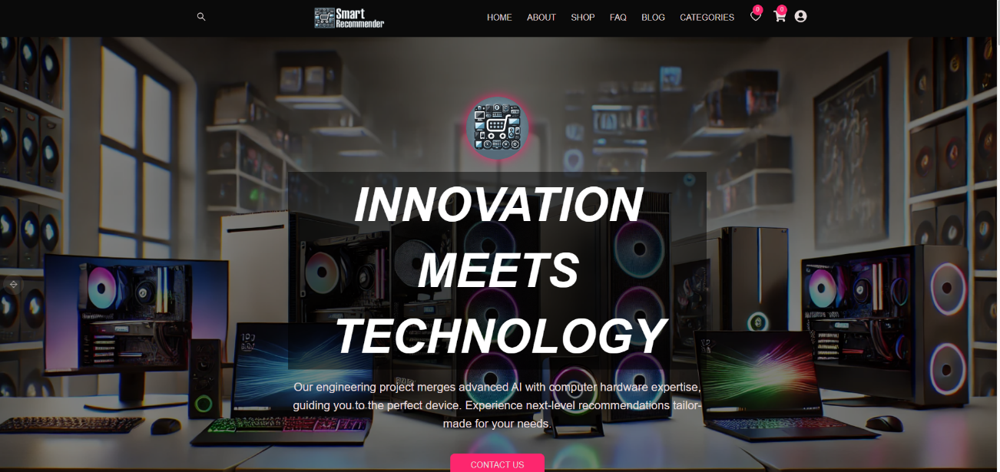 Smart
Recommender
HOME ABOUT SHOP FAQ BLOG CATEGORIES 0 0
INNOVATION
MEETS
TECHNOLOGY
Our engineering project merges advanced AI with computer hardware expertise,
guiding you to the perfect device. Experience next-level recommendations tailor-
made for your needs.
CONTACT US